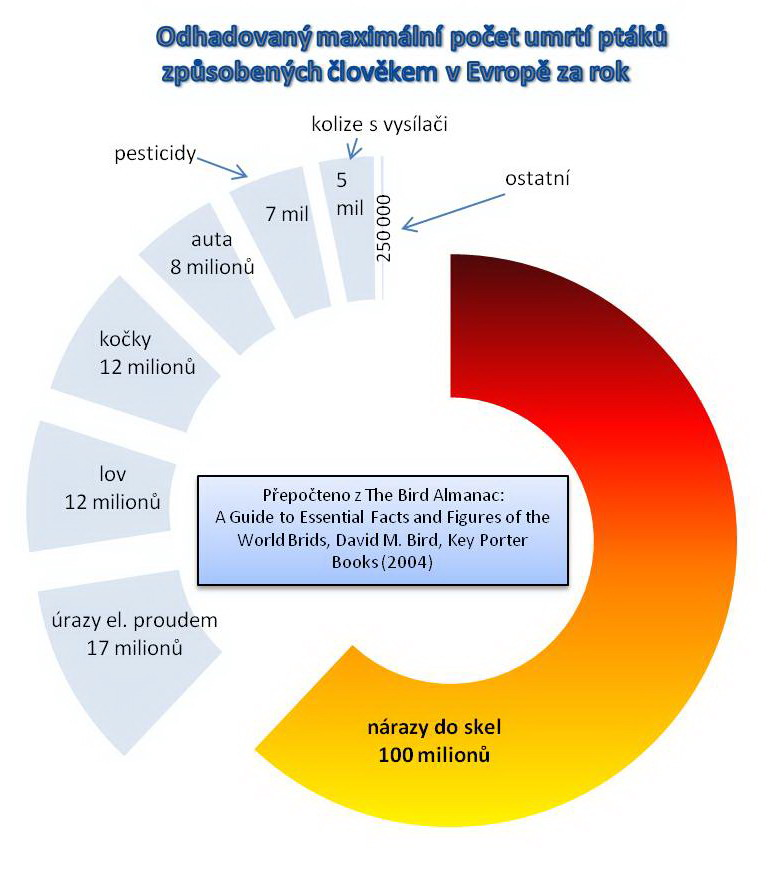 Odhadovaný maximální počet umrtí ptáků
způsobených člověkem v Evropě za rok
kolize s vysílači
pesticidy
ostatní
5
mil
7 mil
250 000
auta
8 milionů
kočky
12 milionů
lov
12 milionů
Přepočteno z The Bird Almanac:
A Guide to Essential Facts and Figures of the
World Brids, David M. Bird, Key Porter
Books (2004)
úrazy el. proudem
17 milionů
nárazy do skel
100 milionů